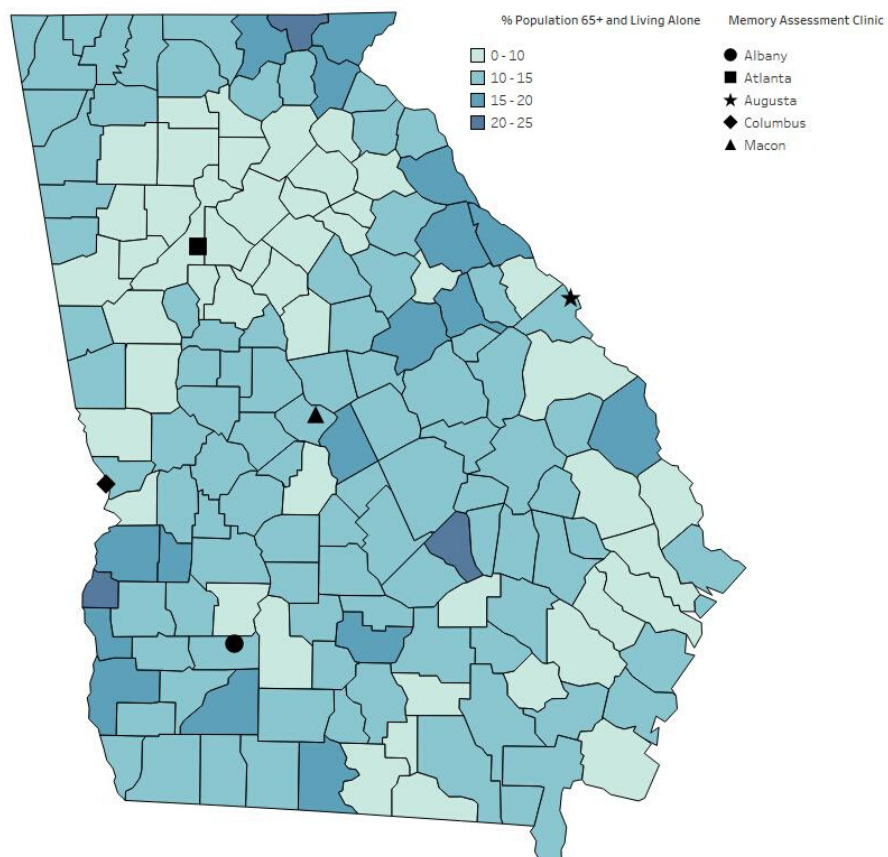 % Population 65+ and Living Alone
0 - 10
10 - 15
15 - 20
20 - 25
Memory Assessment Clinic
Albany
Atlanta
Augusta
Columbus
Macon